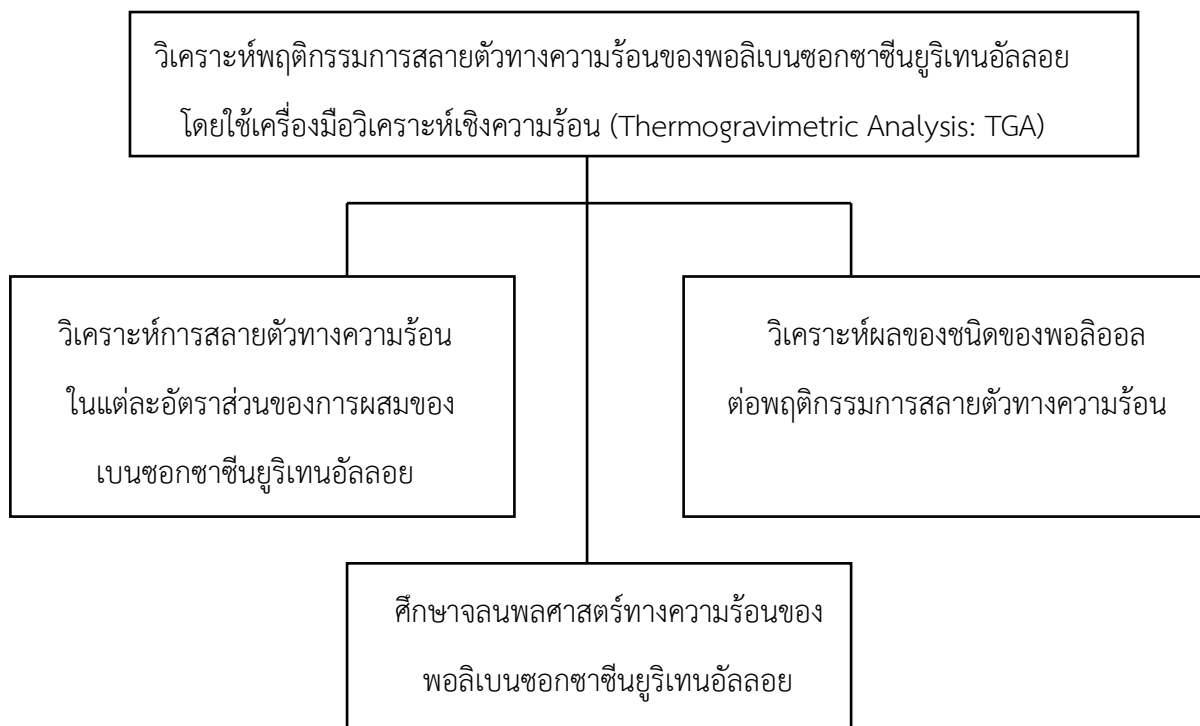 วิเคราะห์พฤติกรรมการสลายตัวทางความร้อนของพอลิเบนซอกซาซีนยูริเทนอัลลอย
โดยใช้เครื่องมือวิเคราะห์เชิงความร้อน (Thermogravimetric Analysis: TGA)
วิเคราะห์การสลายตัวทางความร้อน
ในแต่ละอัตราส่วนของการผสมของ
เบนซอกซาซีนยูริเทนอัลลอย
วิเคราะห์ผลของชนิดของพอลิออล
ต่อพฤติกรรมการสลายตัวทางความร้อน
ศึกษาจลนพลศาสตร์ทางความร้อนของ
พอลิเบนซอกซาซีนยูริเทนอัลลอย